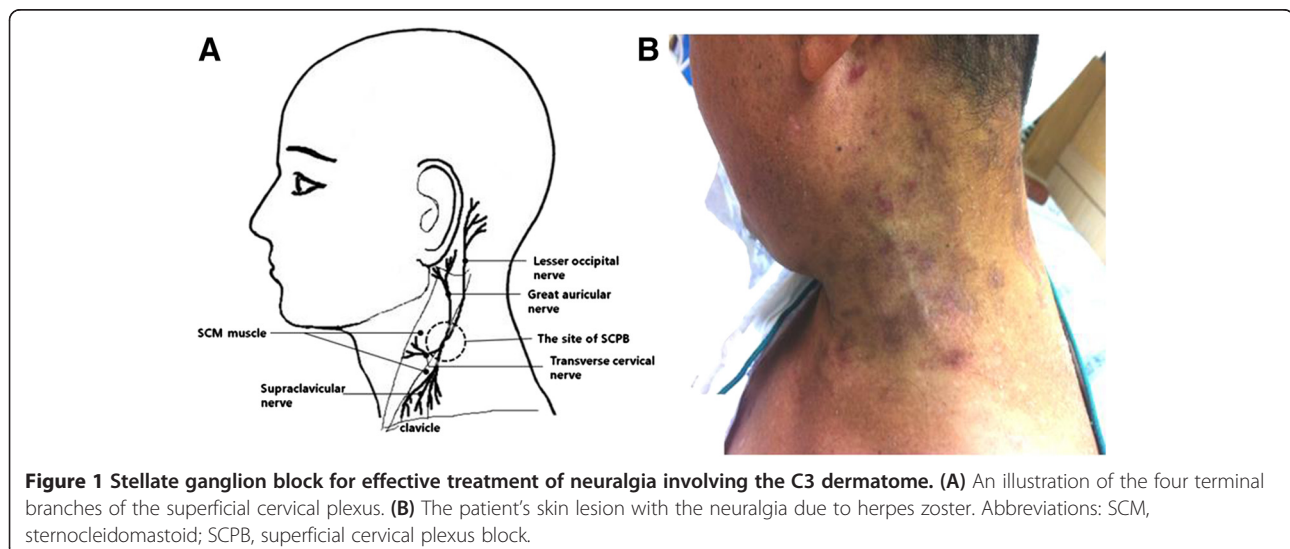 A
B
Lesser occipital
nerve
Great auricular
nerve
SCM muscle
The site of SCPB
Transverse cervical
nerve
Supraclavicular
nerve
clavicle
Figure 1 Stellate ganglion block for effective treatment of neuralgia involving the C3 dermatome. (A) An illustration of the four terminal
branches of the superficial cervical plexus. (B) The patient's skin lesion with the neuralgia due to herpes zoster. Abbreviations: SCM,
sternocleidomastoid; SCPB, superficial cervical plexus block.